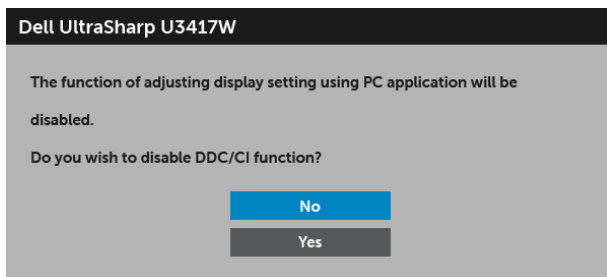 Dell UltraSharp U3417W
The function of adjusting display setting using PC application will be
disabled.
Do you wish to disable DDC/CI function?
No
Yes